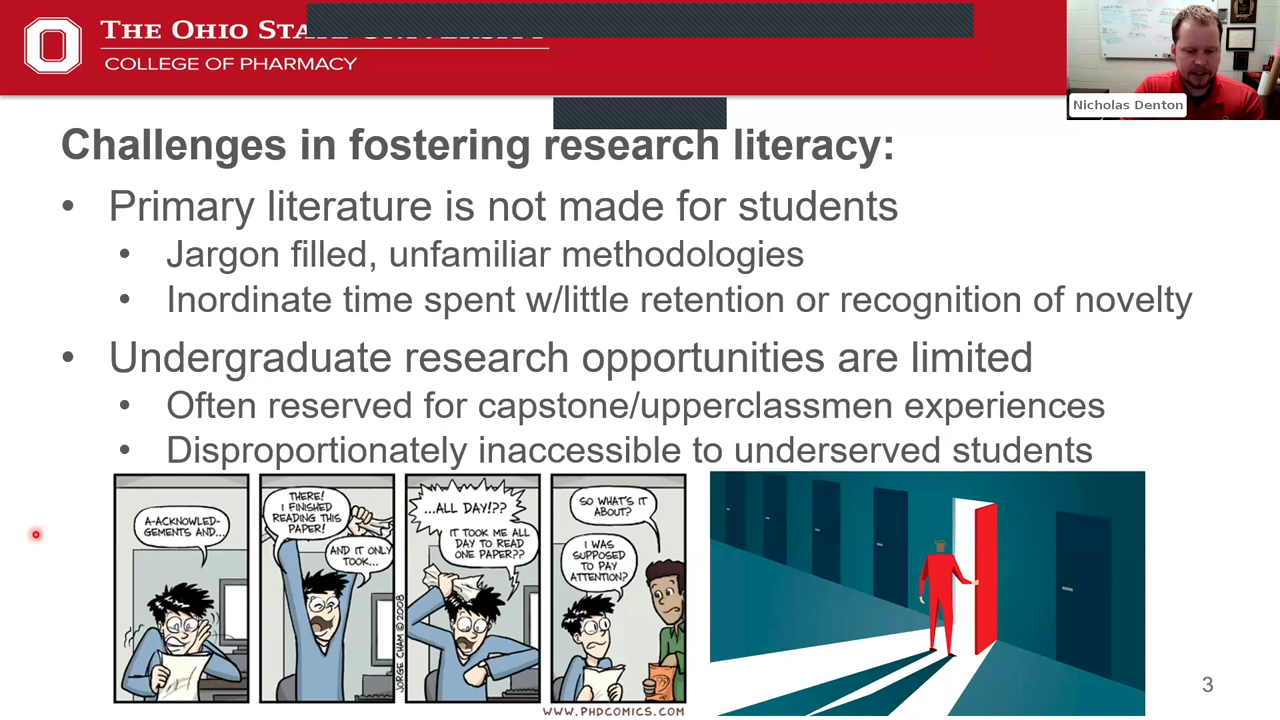 THE OHIO STATE UNIVERSITY
COLLEGE OF PHARMACY
Nicholas Denton
Challenges in fostering research literacy:
• Primary literature is not made for students
• Jargon filled, unfamiliar methodologies
• Inordinate time spent w/little retention or recognition of novelty
• Undergraduate research opportunities are limited
• Often reserved for capstone/upperclassmen experiences
• Disproportionately inaccessible to underserved students
A-ACKNOWLED-
GEMENTS AND...
THERE!
I FINISHED
READING THIS
PAPER!
AND IT ONLY
TOOK...
...ALL DAY!??
IT TOOK ME ALL
DAY TO READ
ONE PAPER??
SO WHAT'S IT
ABOUT?
I WAS
SUPPOSED
TO PAY
ATTENTION?
JORGE CHAM © 2008
WWW.PHDCOMICS.COM
3